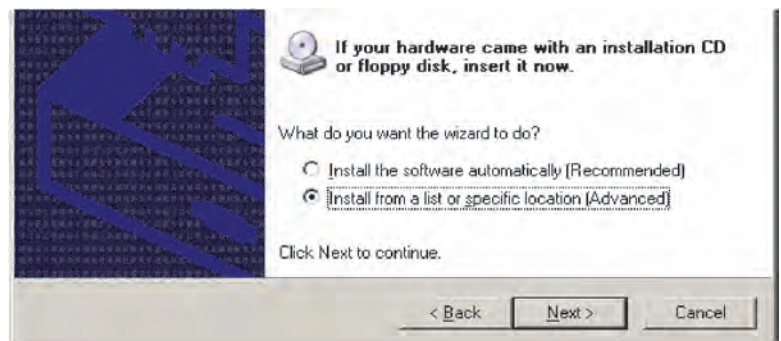 If your hardware came with an installation CD
or floppy disk, insert it now.
What do you want the wizard to do?
Install the software automatically (Recommended)
Install from a list or specific location (Advanced)
Click Next to continue.
< Back Next > Cancel